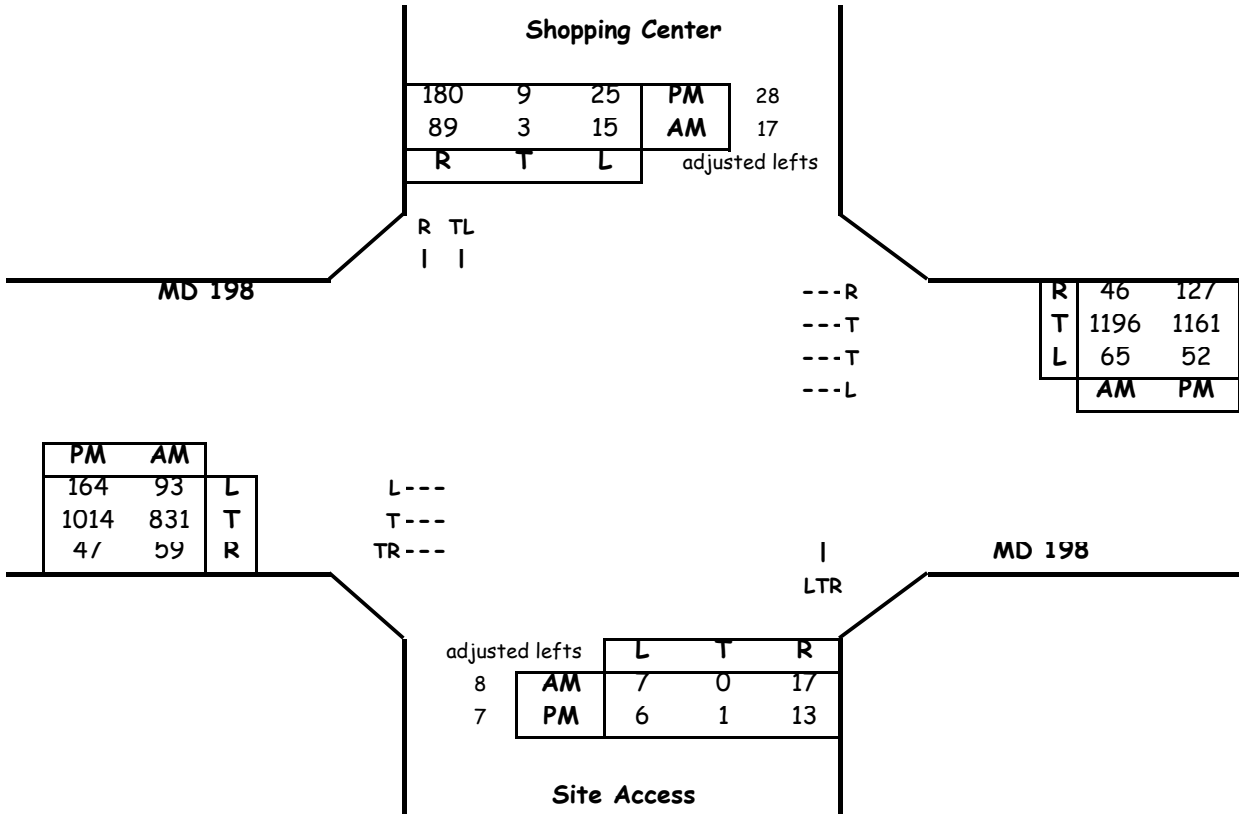 Shopping Center
180 9 25 PM 28
89 3 15 AM 17
R T L adjusted lefts
R TL
MD 198
---R
---T
---T
---L
R 46 127
T 1196 1161
L 65 52
AM PM
PM AM
164 93 L
1014 831 T
47 59 R
L---
T---
TR---
MD 198
LTR
adjusted lefts L T R
8 AM 7 0 17
7 PM 6 1 13
Site Access